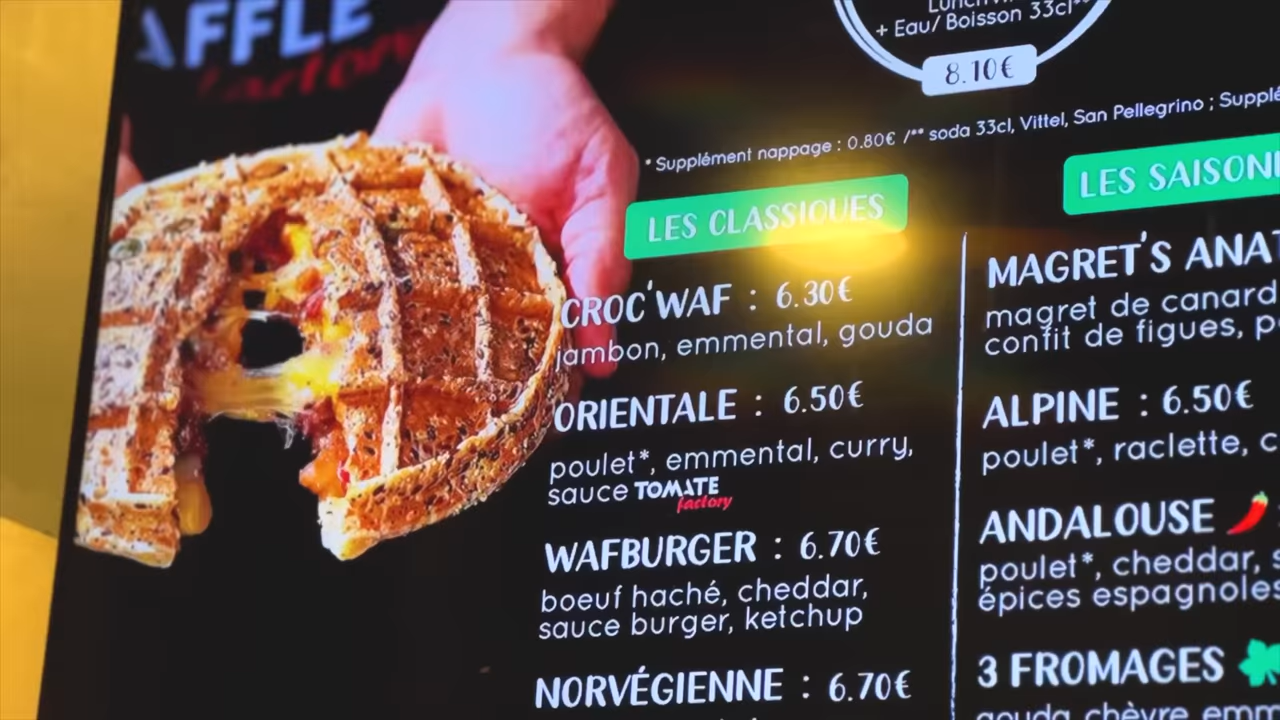 AFFLE
factory
+ Eau/ Boisson 33cl**
8.10€
* Supplément nappage : 0.80€ /** soda 33cl, Vittel, San Pellegrino ;
LES CLASSIQUES
CROC'WAF : 6.30€
jambon, emmental, gouda
ORIENTALE : 6.50€
poulet*, emmental, curry,
sauce TOMATE factory
WAFBURGER : 6.70€
boeuf haché, cheddar,
sauce burger, ketchup
NORVÉGIENNE : 6.70€
LES
MAGRET'S
magret de canard
confit de figues,
ALPINE : 6.50€
poulet*, raclette,
ANDALOUSE
poulet*, cheddar,
épices espagnoles
3 FROMAGES
gouda, chèvre,